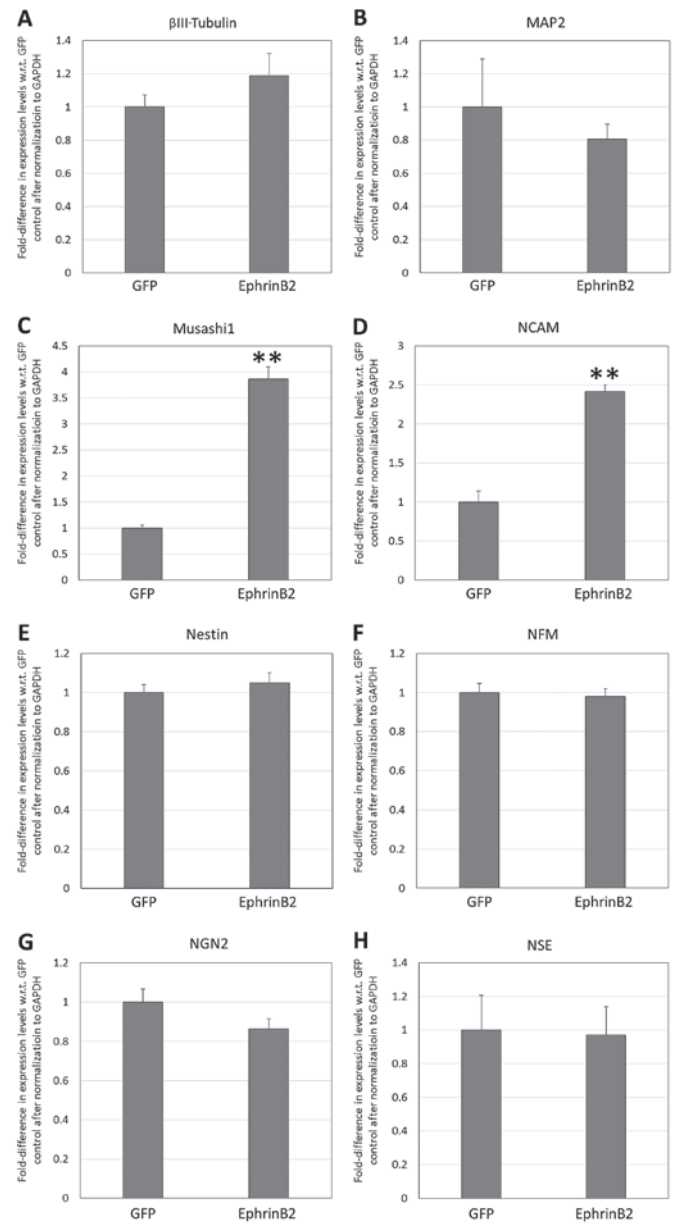 A
βIII-Tubulin
Fold-difference in expression levels w.r.t. GFP
control after normalizatioin to GAPDH
1.4
1.2
1
0.8
0.6
0.4
0.2
0
GFP EphrinB2
B
MAP2
Fold-difference in expression levels w.r.t. GFP
control after normalizatioin to GAPDH
1.4
1.2
1
0.8
0.6
0.4
0.2
0
GFP EphrinB2
C
Musashi1
Fold-difference in expression levels w.r.t. GFP
control after normalizatioin to GAPDH
4.5
4
3.5
3
2.5
2
1.5
1
0.5
0
**
GFP EphrinB2
D
NCAM
Fold-difference in expression levels w.r.t. GFP
control after normalizatioin to GAPDH
3
2.5
2
1.5
1
0.5
0
**
GFP EphrinB2
E
Nestin
Fold-difference in expression levels w.r.t. GFP
control after normalizatioin to GAPDH
1.2
1
0.8
0.6
0.4
0.2
0
GFP EphrinB2
F
NFM
Fold-difference in expression levels w.r.t. GFP
control after normalizatioin to GAPDH
1.2
1
0.8
0.6
0.4
0.2
0
GFP EphrinB2
G
NGN2
Fold-difference in expression levels w.r.t. GFP
control after normalizatioin to GAPDH
1.2
1
0.8
0.6
0.4
0.2
0
GFP EphrinB2
H
NSE
Fold-difference in expression levels w.r.t. GFP
control after normalizatioin to GAPDH
1.4
1.2
1
0.8
0.6
0.4
0.2
0
GFP EphrinB2